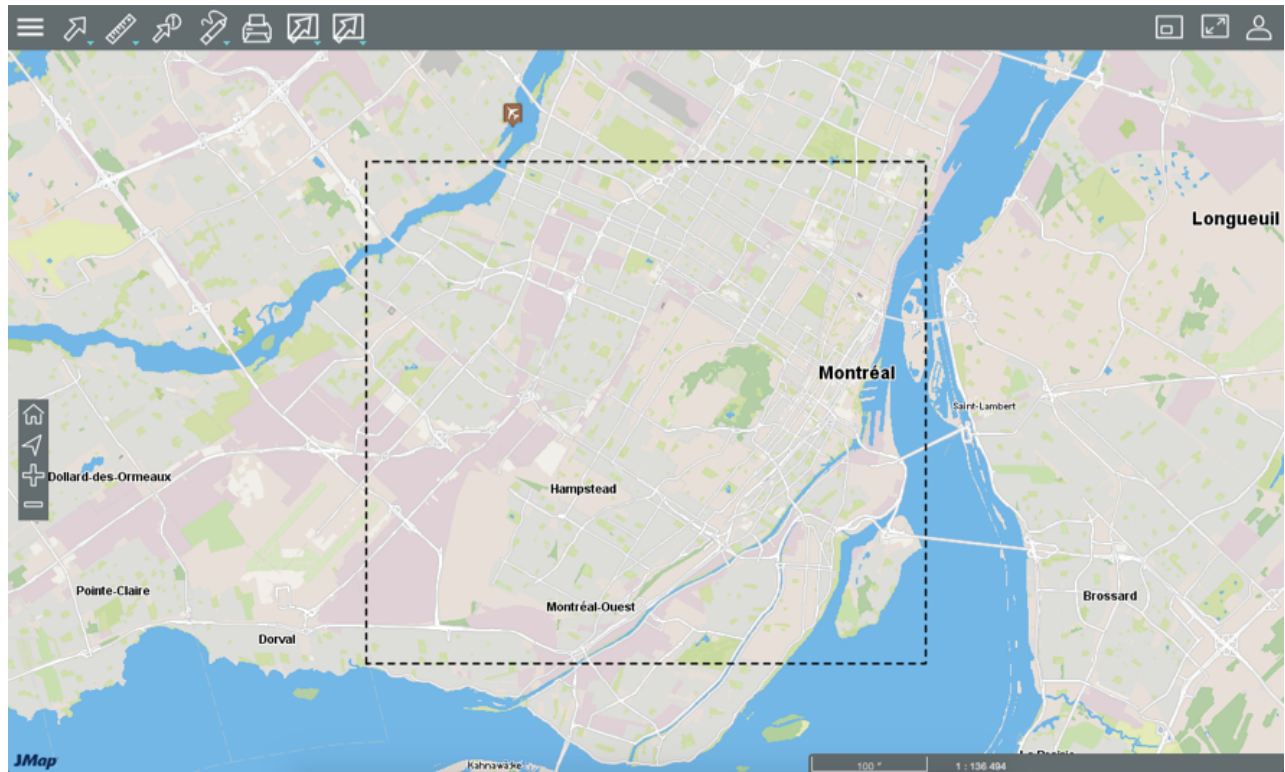 Longueuil
Montréal
Saint-Lambert
Dollard-des-Ormeaux
Hampstead
Pointe-Claire
Montréal-Ouest
Brossard
Dorval
JMap
Kahnawake
100 "
1 : 136 494